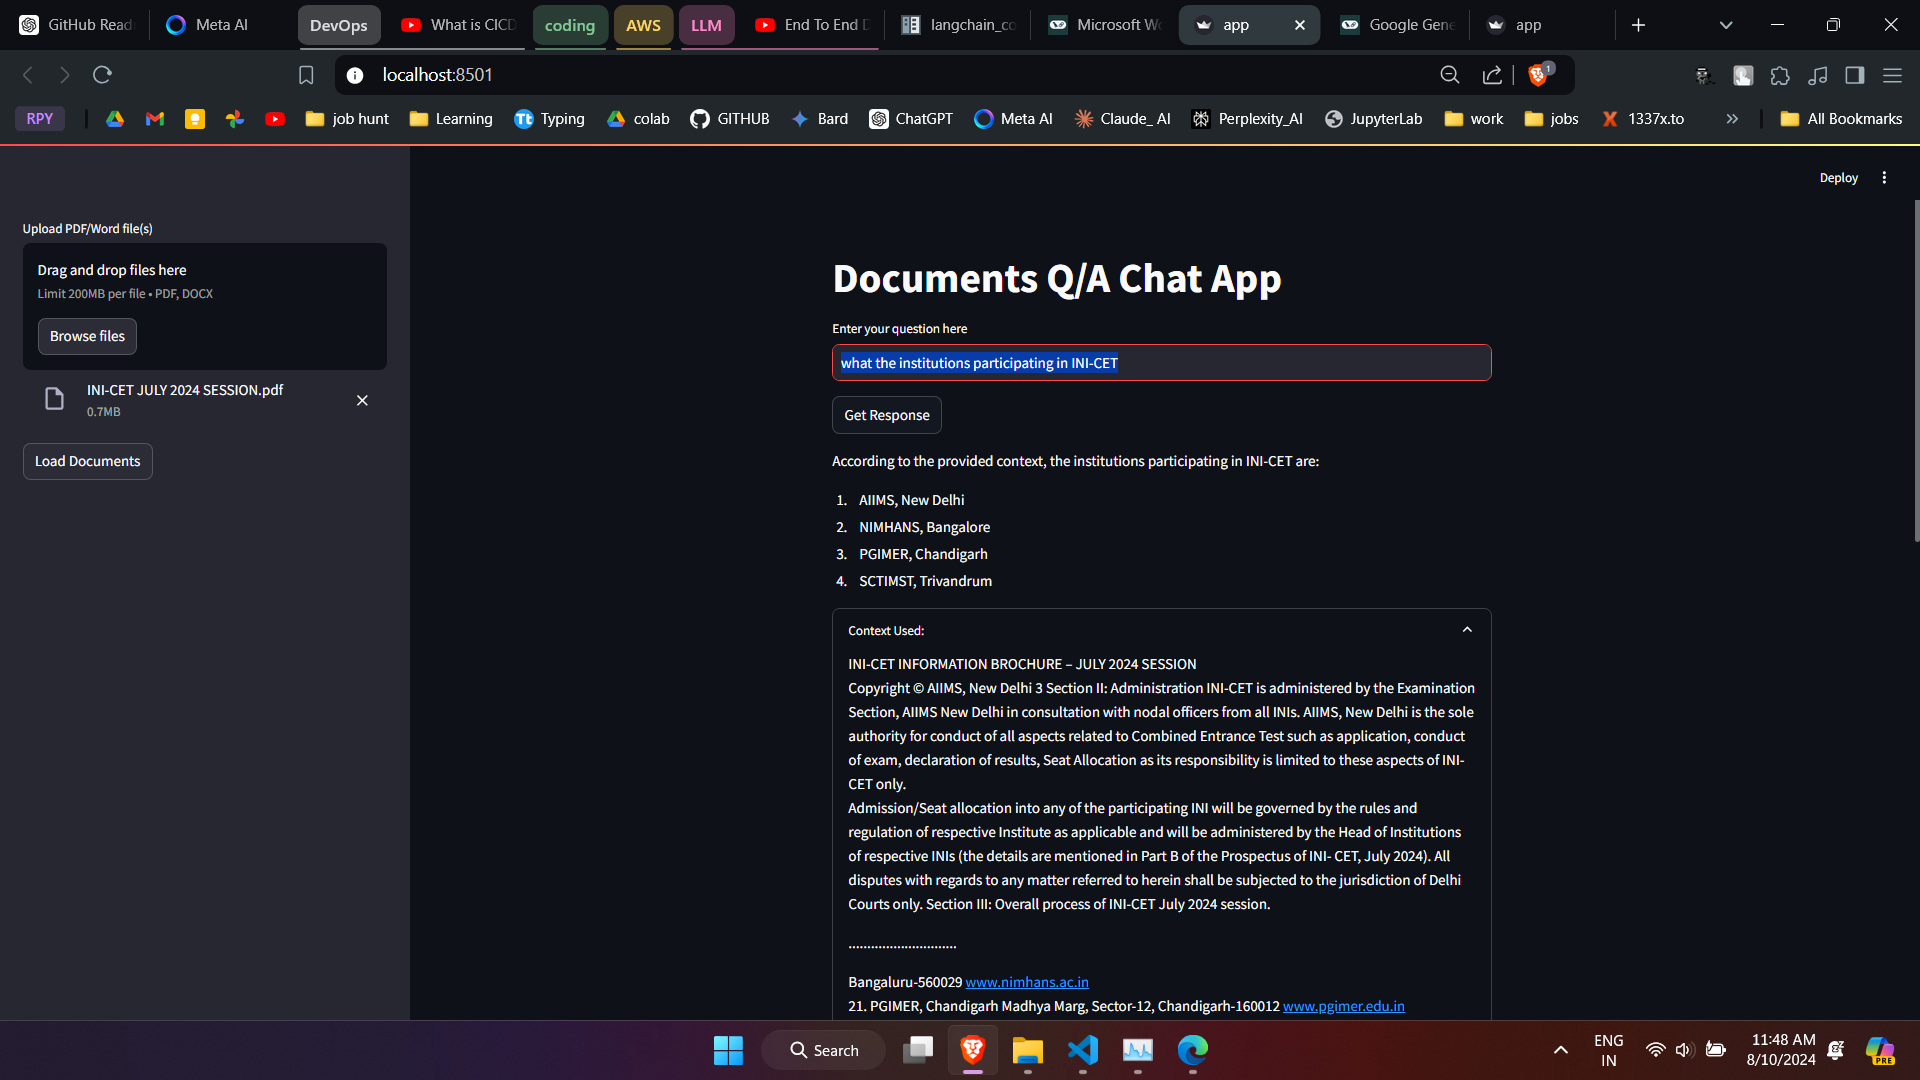 GitHub Read
Meta AI
DevOps
What is CICD
coding
AWS
LLM
End To End D
langchain_co
Microsoft Wo
app
Google Gene
app
localhost:8501
1
RPY
job hunt
Learning
Tt Typing
colab
GITHUB
Bard
ChatGPT
Meta AI
Claude_ AI
Perplexity_AI
JupyterLab
work
jobs
X 1337x.to
All Bookmarks
Deploy
Upload PDF/Word file(s)
Drag and drop files here
Limit 200MB per file • PDF, DOCX
Browse files
INI-CET JULY 2024 SESSION.pdf
0.7MB
Load Documents
Documents Q/A Chat App
Enter your question here
what the institutions participating in INI-CET
Get Response
According to the provided context, the institutions participating in INI-CET are:
1. AIIMS, New Delhi
2. NIMHANS, Bangalore
3. PGIMER, Chandigarh
4. SCTIMST, Trivandrum
Context Used:
INI-CET INFORMATION BROCHURE – JULY 2024 SESSION
Copyright © AIIMS, New Delhi 3 Section II: Administration INI-CET is administered by the Examination
Section, AIIMS New Delhi in consultation with nodal officers from all INIs. AIIMS, New Delhi is the sole
authority for conduct of all aspects related to Combined Entrance Test such as application, conduct
of exam, declaration of results, Seat Allocation as its responsibility is limited to these aspects of INI-
CET only.
Admission/Seat allocation into any of the participating INI will be governed by the rules and
regulation of respective Institute as applicable and will be administered by the Head of Institutions
of respective INIs (the details are mentioned in Part B of the Prospectus of INI- CET, July 2024). All
disputes with regards to any matter referred to herein shall be subjected to the jurisdiction of Delhi
Courts only. Section III: Overall process of INI-CET July 2024 session.
.............................
Bangaluru-560029 www.nimhans.ac.in
21. PGIMER, Chandigarh Madhya Marg, Sector-12, Chandigarh-160012 www.pgimer.edu.in
Search
ENG
IN
11:48 AM
8/10/2024
PRE